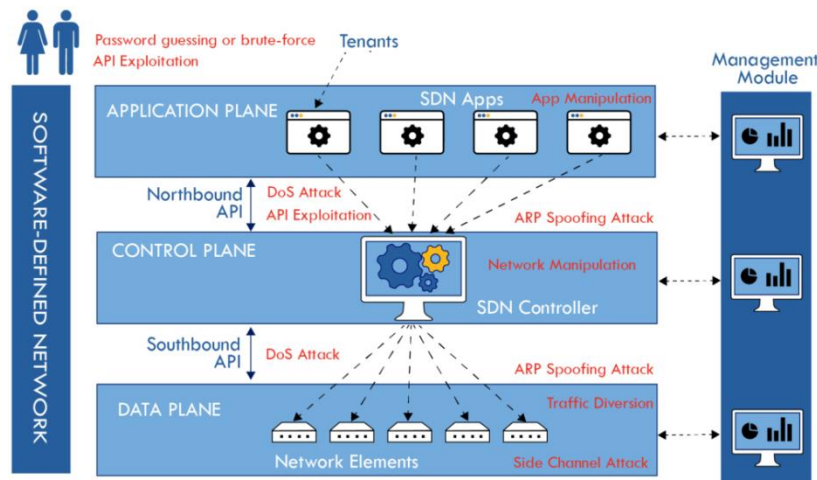 Password guessing or brute-force
API Exploitation
Tenants
Management
Module
SOFTWARE-DEFINED NETWORK
APPLICATION PLANE
SDN Apps
App Manipulation
Northbound
API
DoS Attack
API Exploitation
ARP Spoofing Attack
CONTROL PLANE
Network Manipulation
SDN Controller
Southbound
API
DoS Attack
ARP Spoofing Attack
DATA PLANE
Traffic Diversion
Network Elements
Side Channel Attack